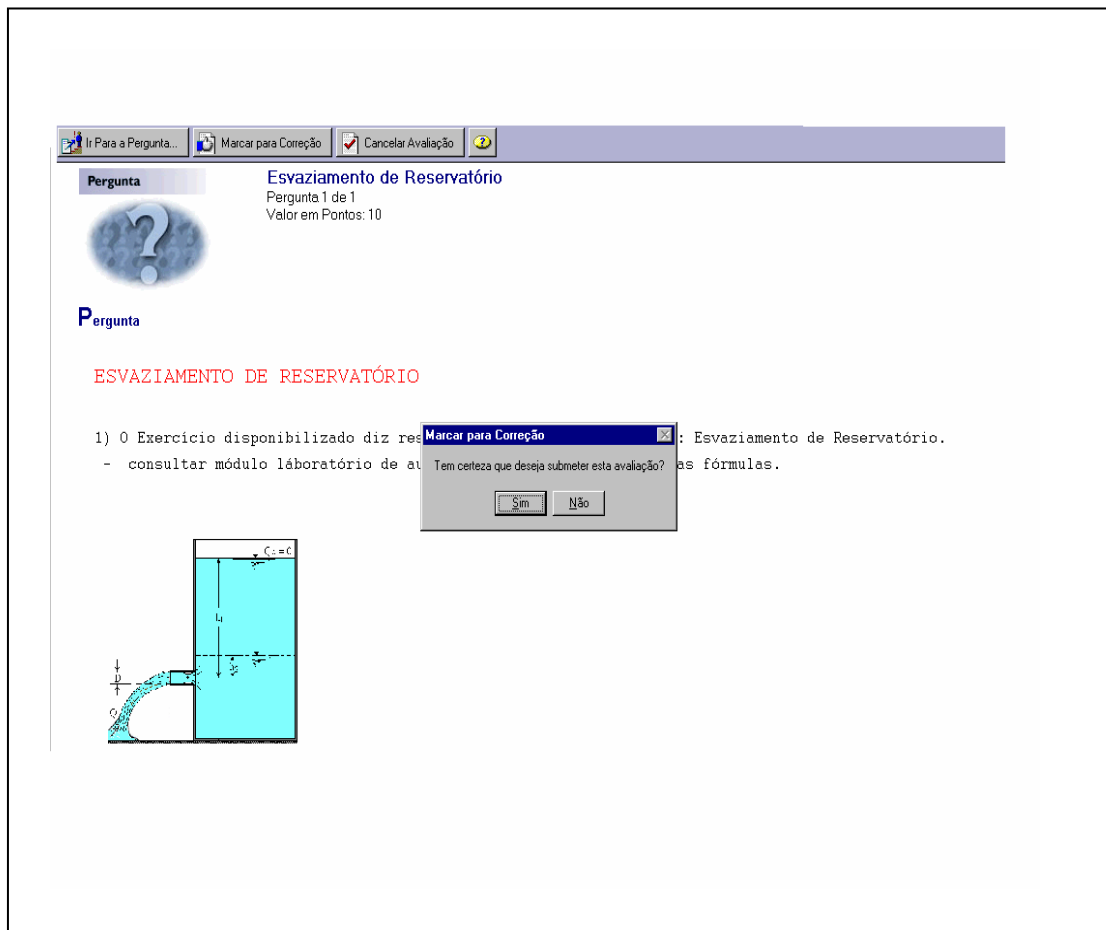 Ir Para a Pergunta... Marcar para Correção Cancelar Avaliação
Pergunta
Esvaziamento de Reservatório
Pergunta 1 de 1
Valor em Pontos: 10
Pergunta
ESVAZIAMENTO DE RESERVATÓRIO
1) O Exercício disponibilizado diz : Esvaziamento de Reservatório.
- consultar módulo láboratório de as fórmulas.
Marcar para Correção
Tem certeza que deseja submeter esta avaliação?
Sim Não
D